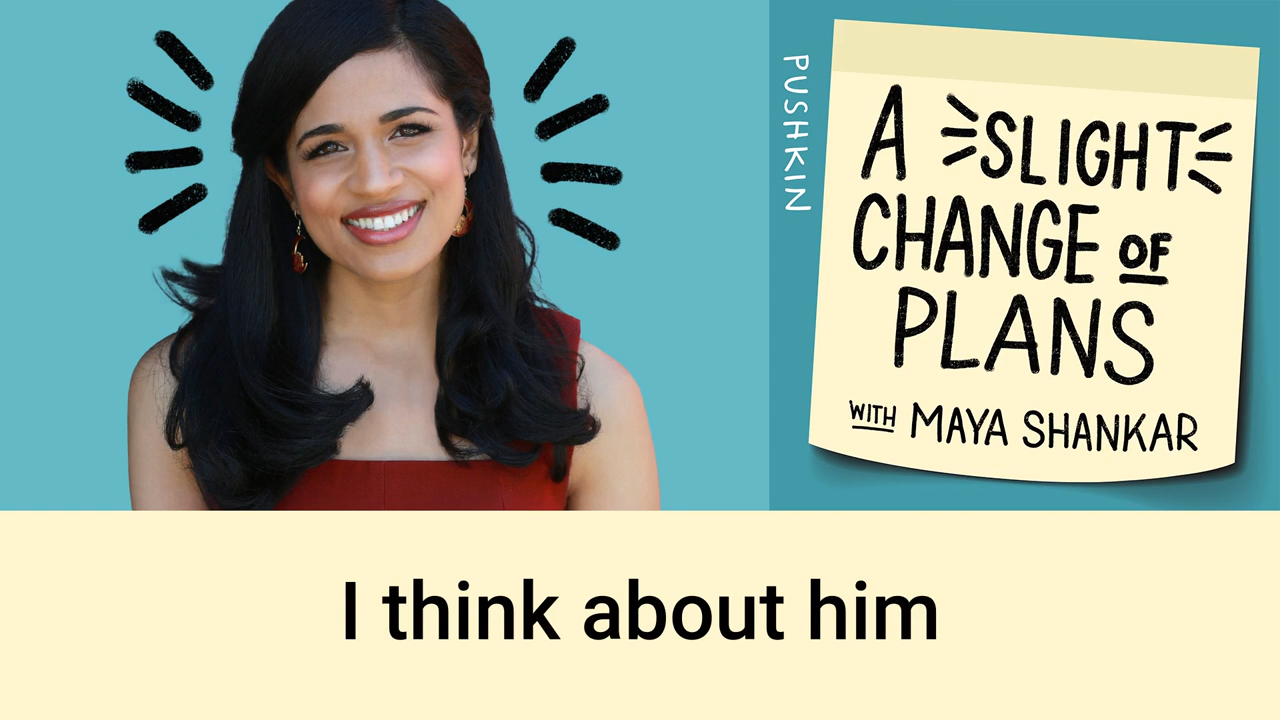 PUSHKIN
A SLIGHT
CHANGE OF
PLANS
WITH MAYA SHANKAR
I think about him